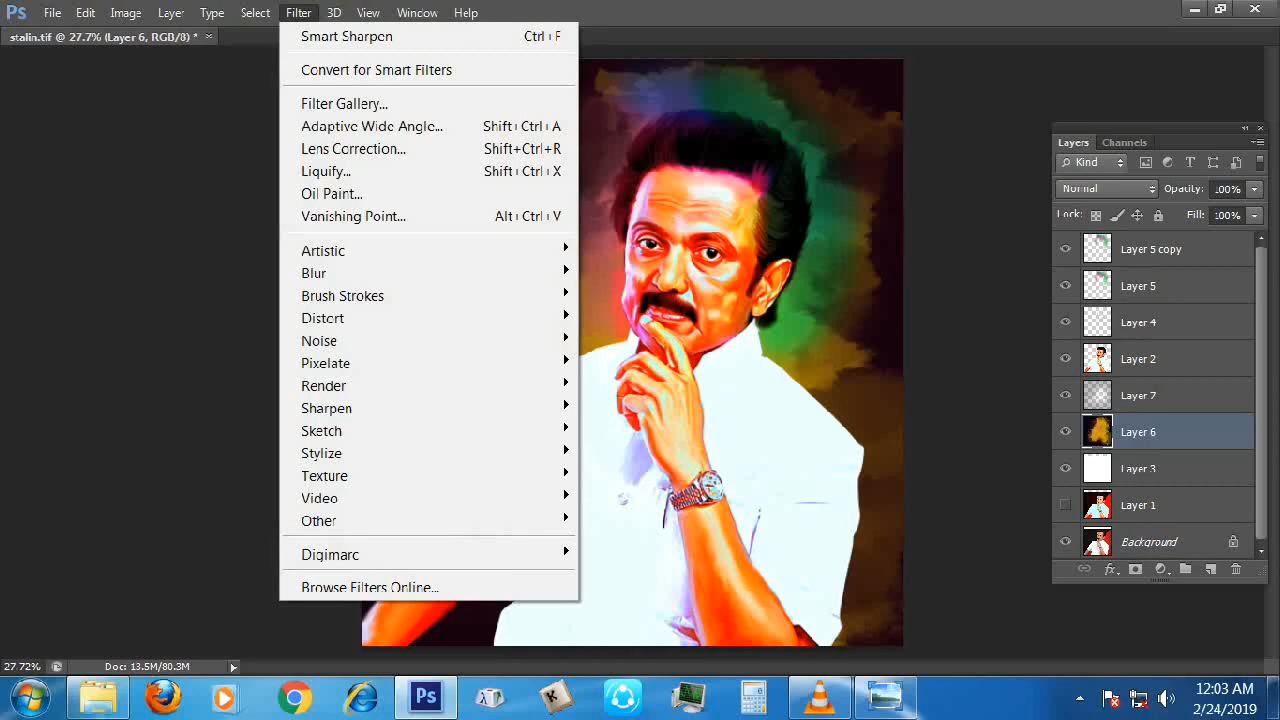 Ps File Edit Image Layer Type Select Filter 3D View Window Help
stalin.tif @ 27.7% (Layer 6, RGB/8) * ×
Smart Sharpen Ctrl+F
Convert for Smart Filters
Filter Gallery...
Adaptive Wide Angle... Shift+Ctrl+A
Lens Correction... Shift+Ctrl+R
Liquify... Shift+Ctrl+X
Oil Paint...
Vanishing Point... Alt+Ctrl+V
Artistic
Blur
Brush Strokes
Distort
Noise
Pixelate
Render
Sharpen
Sketch
Stylize
Texture
Video
Other
Digimarc
Browse Filters Online...
Layers Channels
Kind
Normal Opacity: 100%
Lock: Fill: 100%
Layer 5 copy
Layer 5
Layer 4
Layer 2
Layer 7
Layer 6
Layer 3
Layer 1
Background
fx
27.72% Doc: 13.5M/80.3M
Ps K 12:03 AM
2/24/2019